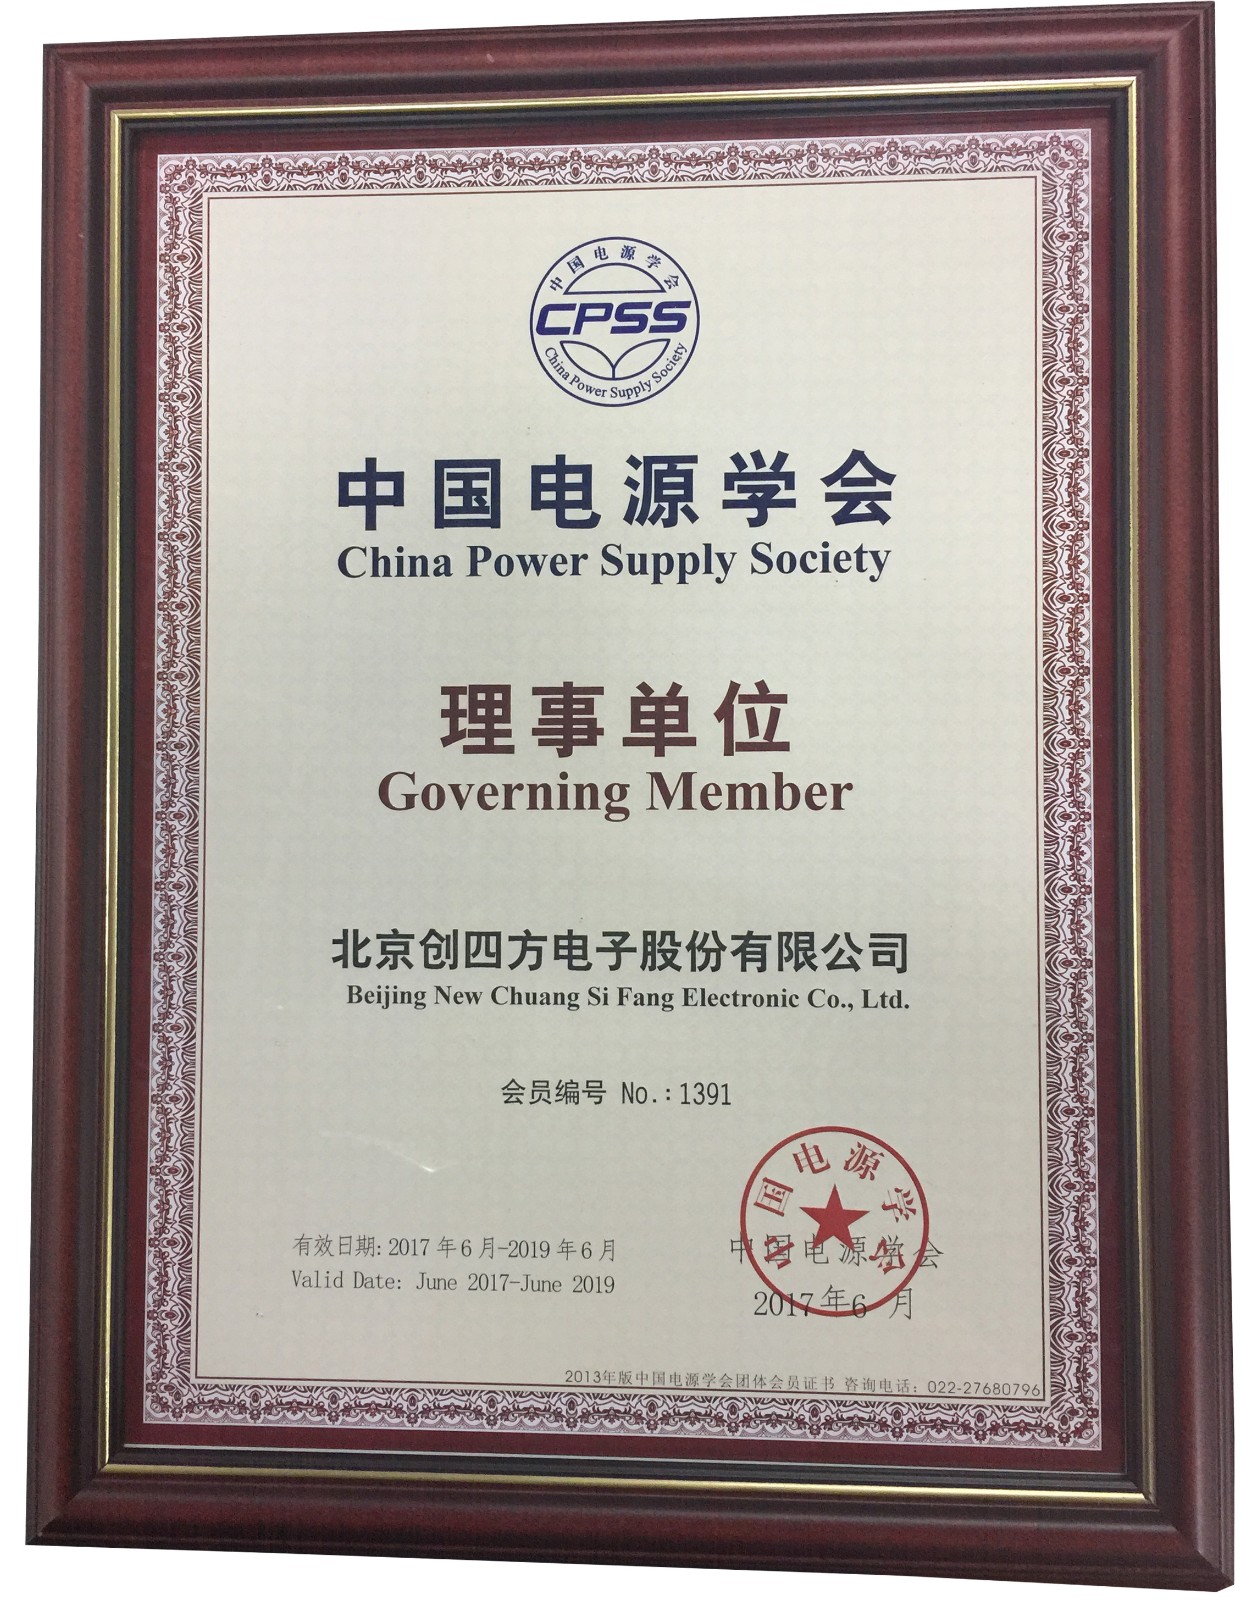 中国电源学会
CPSS
China Power Supply Society
中国电源学会
China Power Supply Society
理事单位
Governing Member
北京创四方电子股份有限公司
Beijing New Chuang Si Fang Electronic Co., Ltd.
会员编号 No.:1391
中国电源学会
有效日期: 2017年6月-2019年6月
中国电源学会
Valid Date: June 2017-June 2019
2017年6 月
2013年版中国电源学会团体会员证书 咨询电话: 022-27680796